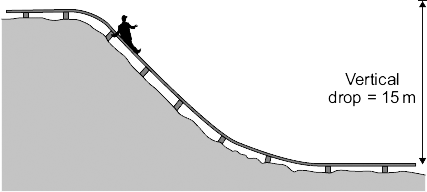 Vertical
drop = 15 m